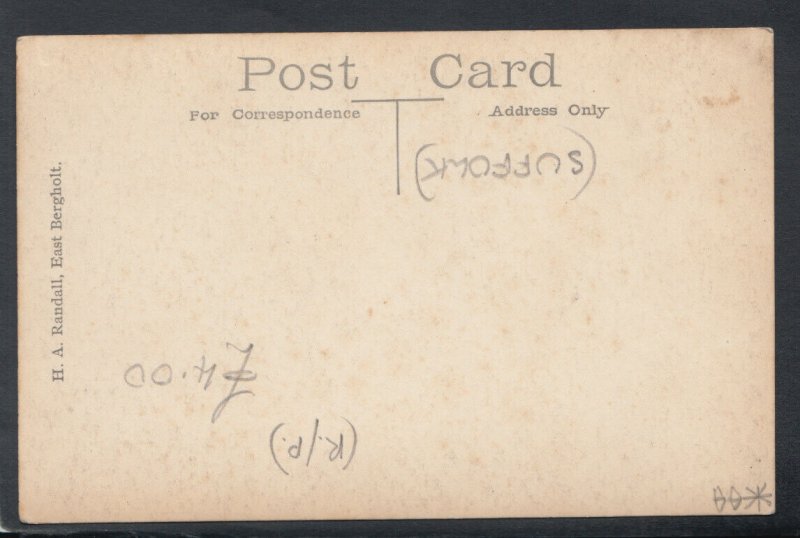 Post Card
For Correspondence Address Only
(SUFFOLK)
H. A. Randall, East Bergholt.
£4.00
(R/P.)